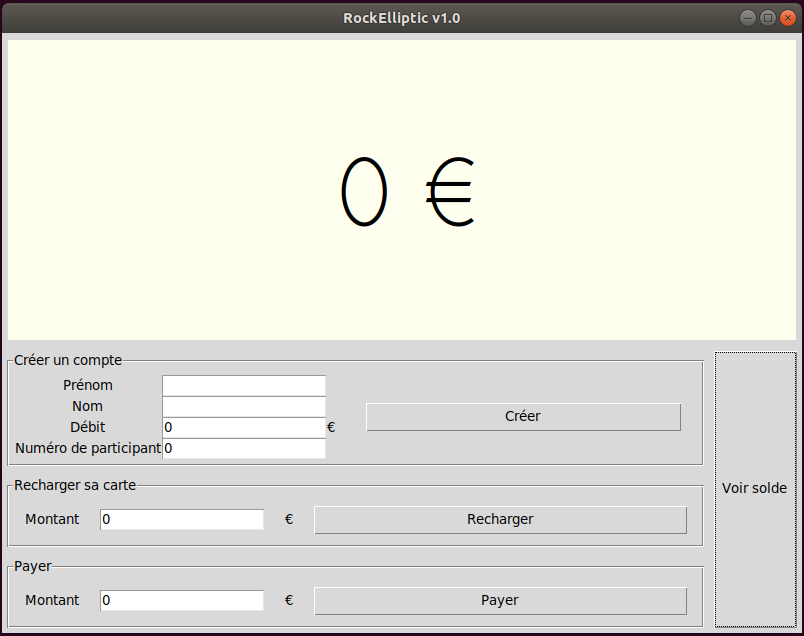 RockElliptic v1.0
0 €
Créer un compte
Prénom
Nom
Débit 0 €
Numéro de participant 0
Créer
Recharger sa carte
Montant 0 € Recharger
Payer
Montant 0 € Payer
Voir solde